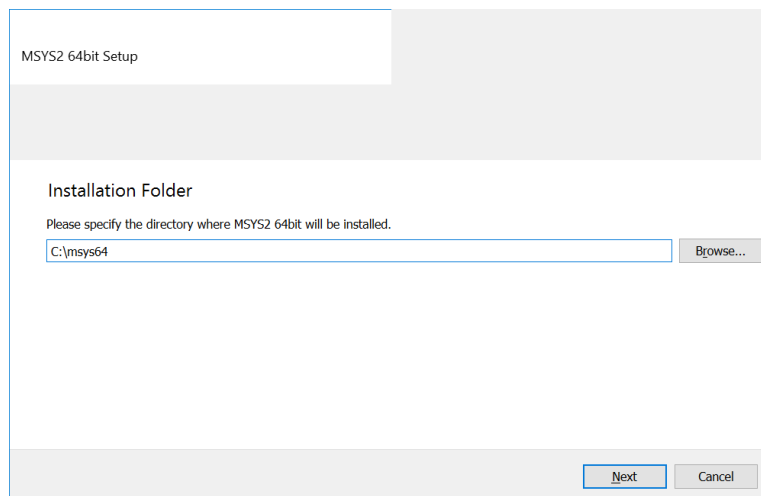 MSYS2 64bit Setup
Installation Folder
Please specify the directory where MSYS2 64bit will be installed.
C:\msys64
Browse...
Next
Cancel